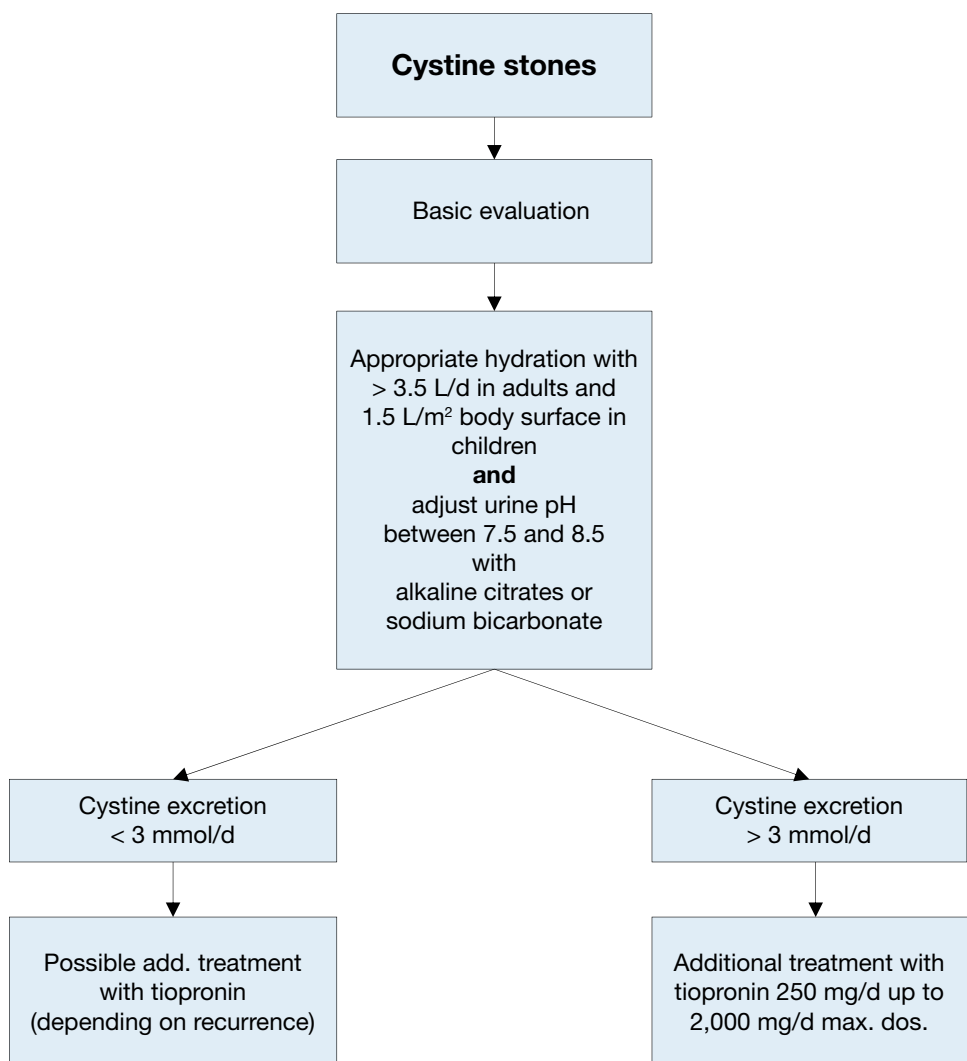 Cystine stones
Basic evaluation
Appropriate hydration with
> 3.5 L/d in adults and
1.5 L/m² body surface in
children
and
adjust urine pH
between 7.5 and 8.5
with
alkaline citrates or
sodium bicarbonate
Cystine excretion
< 3 mmol/d
Cystine excretion
> 3 mmol/d
Possible add. treatment
with tiopronin
(depending on recurrence)
Additional treatment with
tiopronin 250 mg/d up to
2,000 mg/d max. dos.